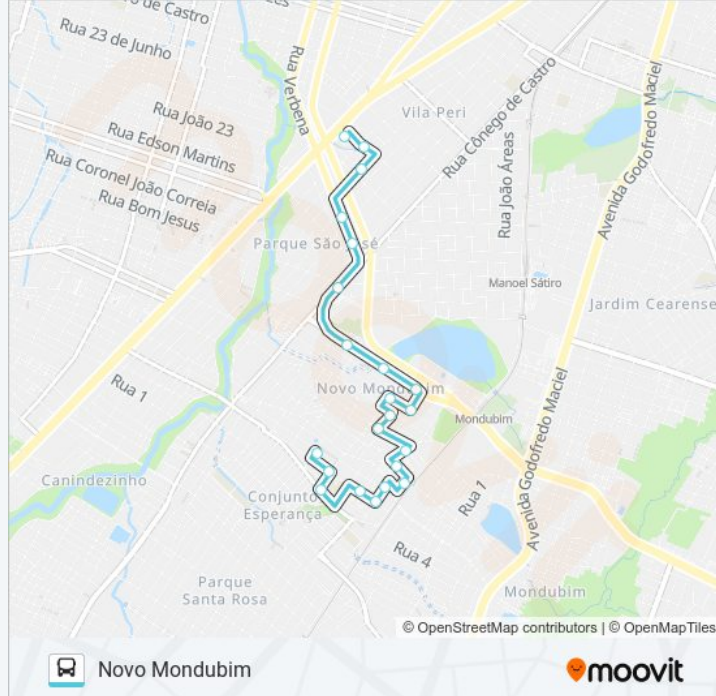 Rua 23 de Junho
Rua Verbena
Vila Peri
Rua Cônego de Castro
Rua João 23
Rua Edson Martins
Rua Coronel João Correia
Rua Bom Jesus
Rua João Áreas
Avenida Godofredo Maciel
Parque São José
Manoel Sátiro
Jardim Cearense
Rua 1
Novo Mondubim
Mondubim
Avenida Godofredo Maciel
Canindezinho
Conjunto
Esperança
Rua 1
Rua 4
Parque
Santa Rosa
Mondubim
© OpenStreetMap contributors | © OpenMapTiles
Novo Mondubim
moovit